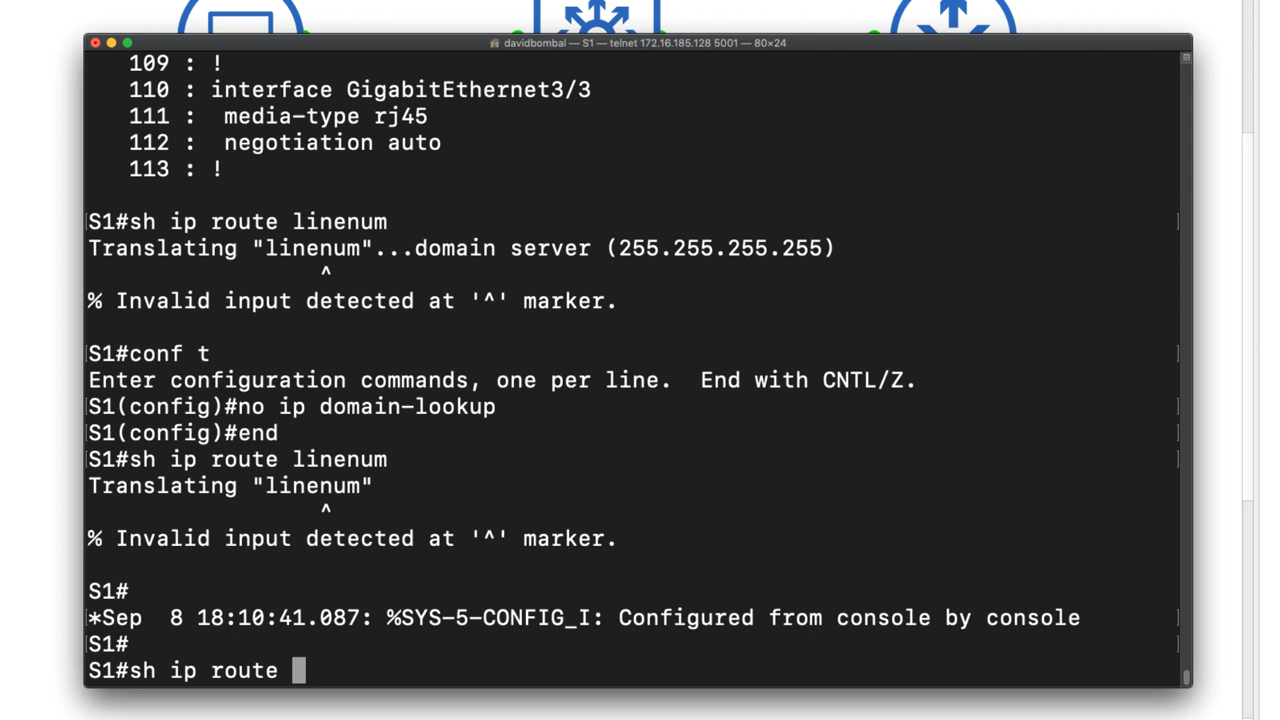 davidbombal — S1 — telnet 172.16.185.128 5001 — 80×24
109 : !
110 : interface GigabitEthernet3/3
111 :  media-type rj45
112 :  negotiation auto
113 : !
S1#sh ip route linenum
Translating "linenum"...domain server (255.255.255.255)
^
% Invalid input detected at '^' marker.
S1#conf t
Enter configuration commands, one per line.  End with CNTL/Z.
S1(config)#no ip domain-lookup
S1(config)#end
S1#sh ip route linenum
Translating "linenum"
^
% Invalid input detected at '^' marker.
S1#
*Sep  8 18:10:41.087: %SYS-5-CONFIG_I: Configured from console by console
S1#
S1#sh ip route